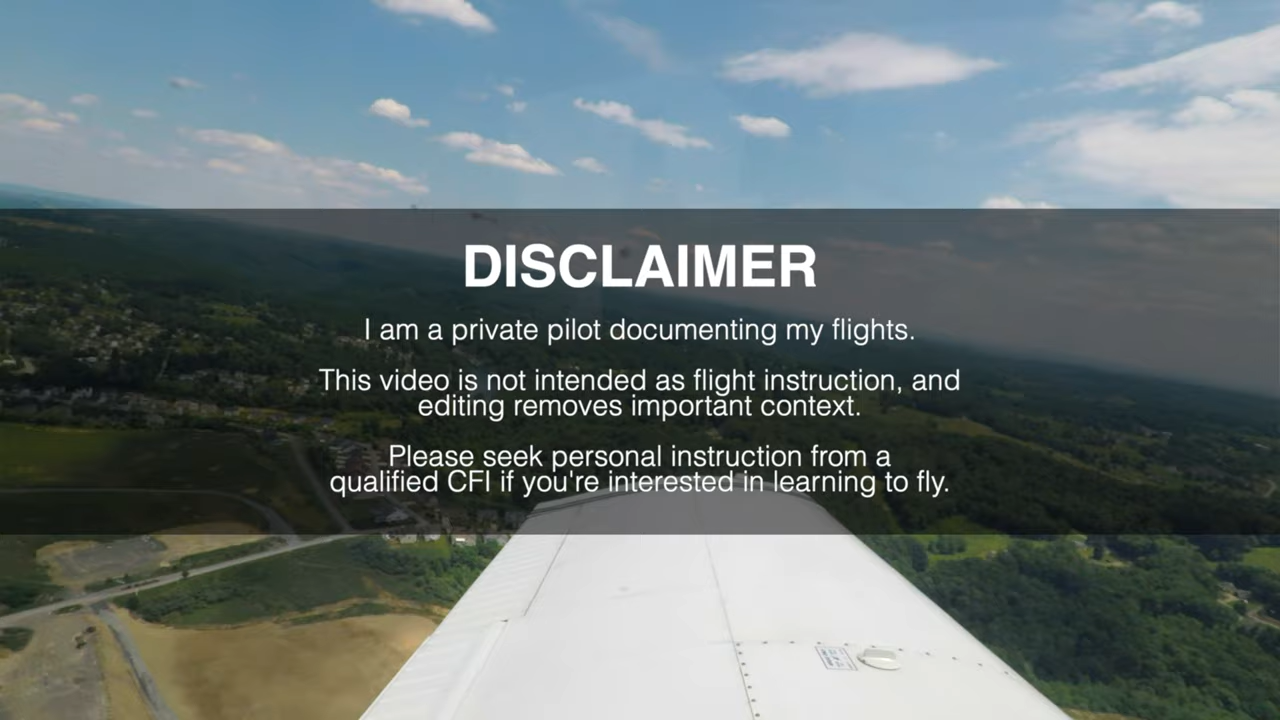 DISCLAIMER
I am a private pilot documenting my flights.
This video is not intended as flight instruction, and
editing removes important context.
Please seek personal instruction from a
qualified CFI if you're interested in learning to fly.